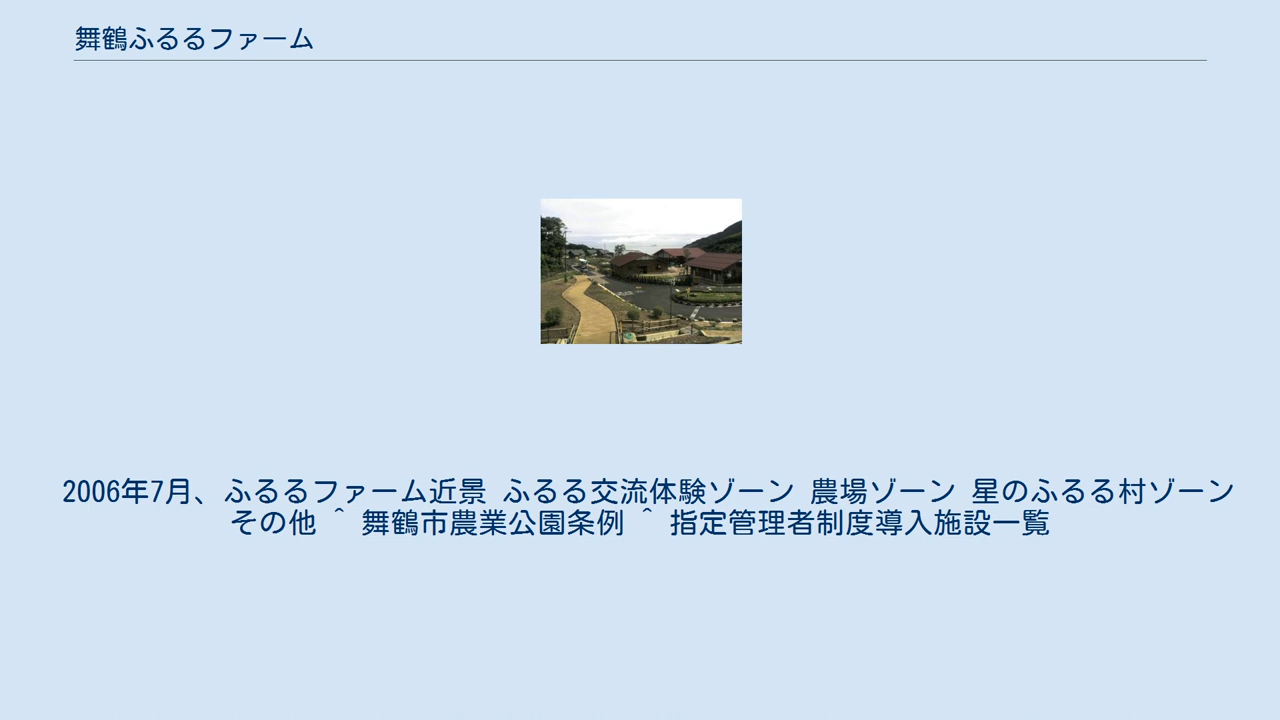 舞鶴ふるるファーム
2006年7月、ふるるファーム近景 ふるる交流体験ゾーン 農場ゾーン 星のふるる村ゾーン
その他 ^ 舞鶴市農業公園条例 ^ 指定管理者制度導入施設一覧